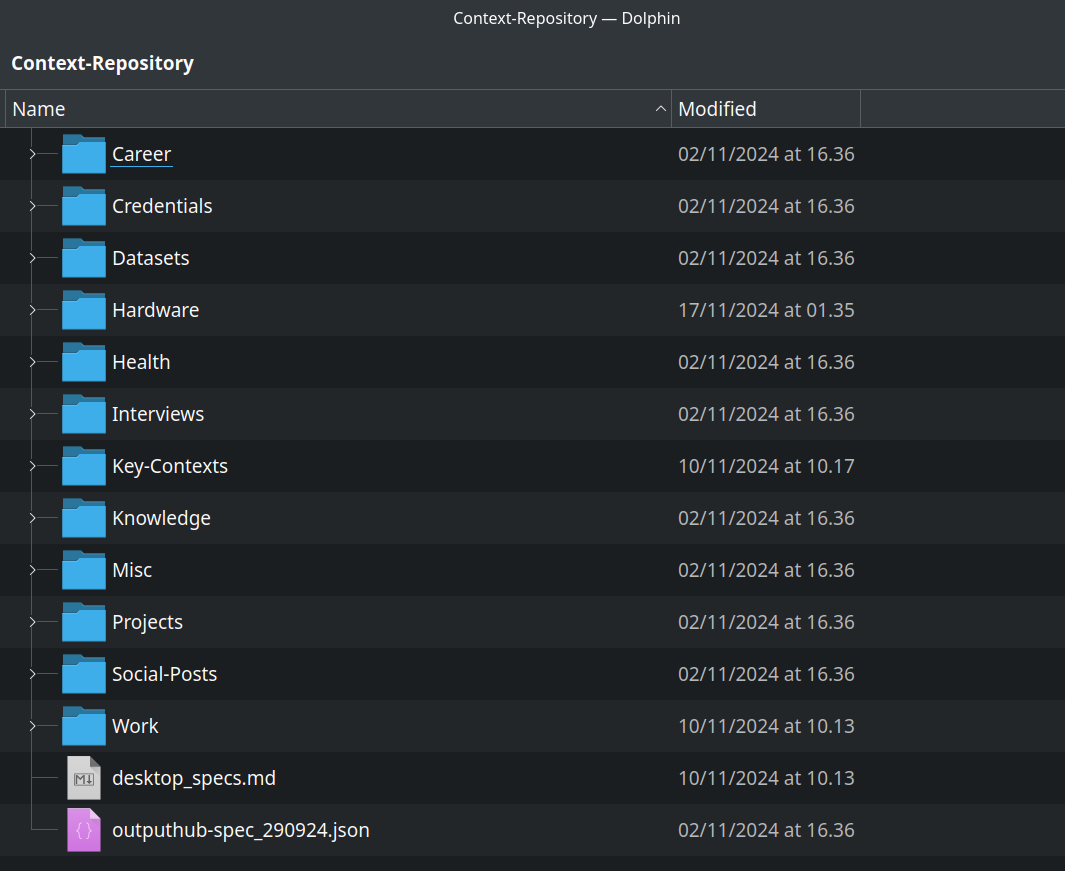 Context-Repository — Dolphin
Context-Repository
Name Modified
Career 02/11/2024 at 16.36
Credentials 02/11/2024 at 16.36
Datasets 02/11/2024 at 16.36
Hardware 17/11/2024 at 01.35
Health 02/11/2024 at 16.36
Interviews 02/11/2024 at 16.36
Key-Contexts 10/11/2024 at 10.17
Knowledge 02/11/2024 at 16.36
Misc 02/11/2024 at 16.36
Projects 02/11/2024 at 16.36
Social-Posts 02/11/2024 at 16.36
Work 10/11/2024 at 10.13
desktop_specs.md 10/11/2024 at 10.13
outputhub-spec_290924.json 02/11/2024 at 16.36